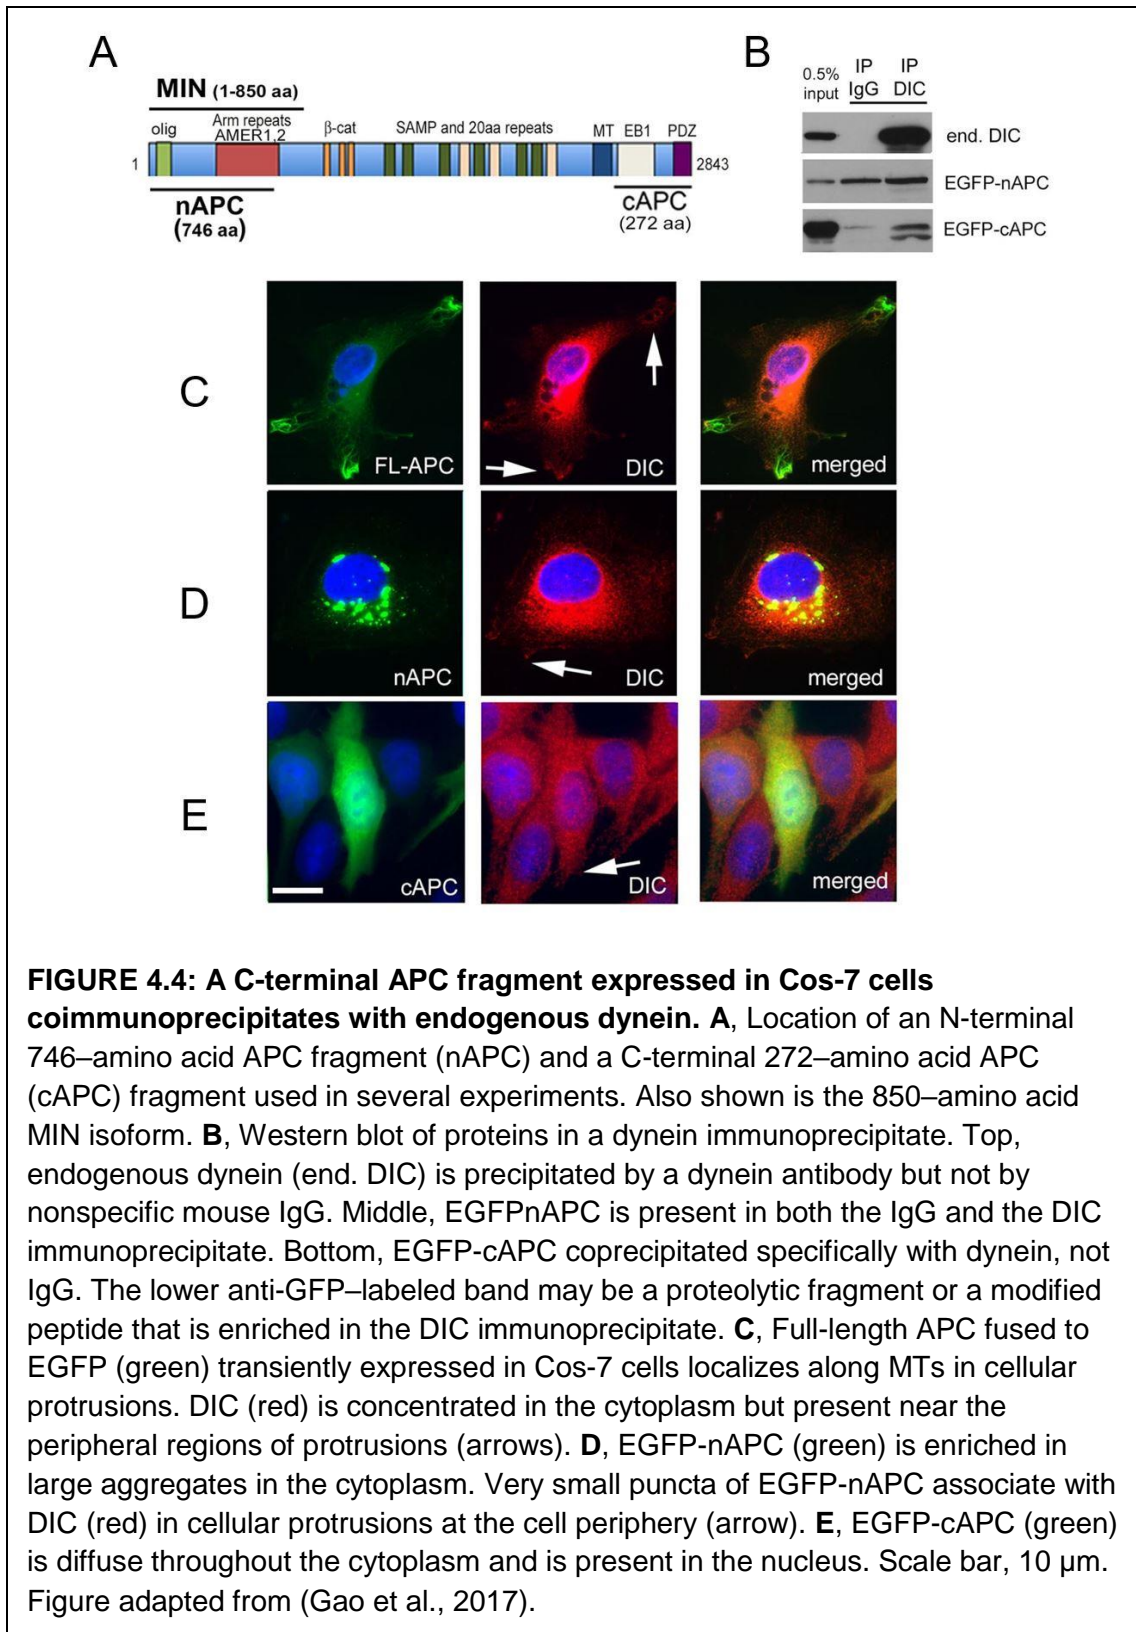 A
MIN (1-850 aa)
olig
Arm repeats
AMER1,2
β-cat
SAMP and 20aa repeats
MT
EB1
PDZ
1
2843
nAPC
(746 aa)
cAPC
(272 aa)
B
0.5%
input
IP
IgG
IP
DIC
end. DIC
EGFP-nAPC
EGFP-cAPC
C
FL-APC
DIC
merged
D
nAPC
DIC
merged
E
cAPC
DIC
merged
FIGURE 4.4: A C-terminal APC fragment expressed in Cos-7 cells
coimmunoprecipitates with endogenous dynein. A, Location of an N-terminal
746–amino acid APC fragment (nAPC) and a C-terminal 272–amino acid APC
(cAPC) fragment used in several experiments. Also shown is the 850–amino acid
MIN isoform. B, Western blot of proteins in a dynein immunoprecipitate. Top,
endogenous dynein (end. DIC) is precipitated by a dynein antibody but not by
nonspecific mouse IgG. Middle, EGFPnAPC is present in both the IgG and the DIC
immunoprecipitate. Bottom, EGFP-cAPC coprecipitated specifically with dynein, not
IgG. The lower anti-GFP–labeled band may be a proteolytic fragment or a modified
peptide that is enriched in the DIC immunoprecipitate. C, Full-length APC fused to
EGFP (green) transiently expressed in Cos-7 cells localizes along MTs in cellular
protrusions. DIC (red) is concentrated in the cytoplasm but present near the
peripheral regions of protrusions (arrows). D, EGFP-nAPC (green) is enriched in
large aggregates in the cytoplasm. Very small puncta of EGFP-nAPC associate with
DIC (red) in cellular protrusions at the cell periphery (arrow). E, EGFP-cAPC (green)
is diffuse throughout the cytoplasm and is present in the nucleus. Scale bar, 10 µm.
Figure adapted from (Gao et al., 2017).